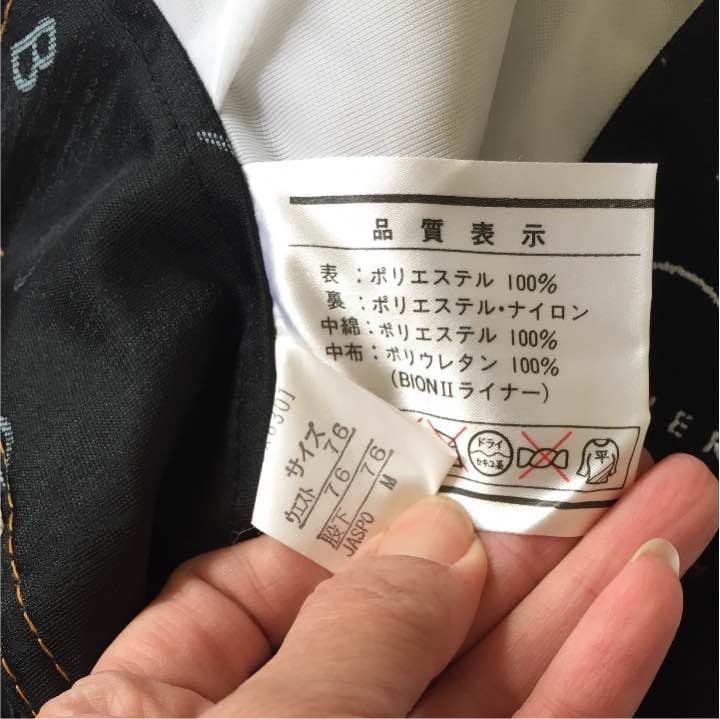 B
品質表示
表：ポリエステル 100%
裏：ポリエステル・ナイロン
中綿：ポリエステル 100%
中布：ポリウレタン 100%
(BIONⅡライナー)
ドライ
セキユ系
平
0301
サイズ 76
ウエスト 76
股下 76
JASPO M
ER